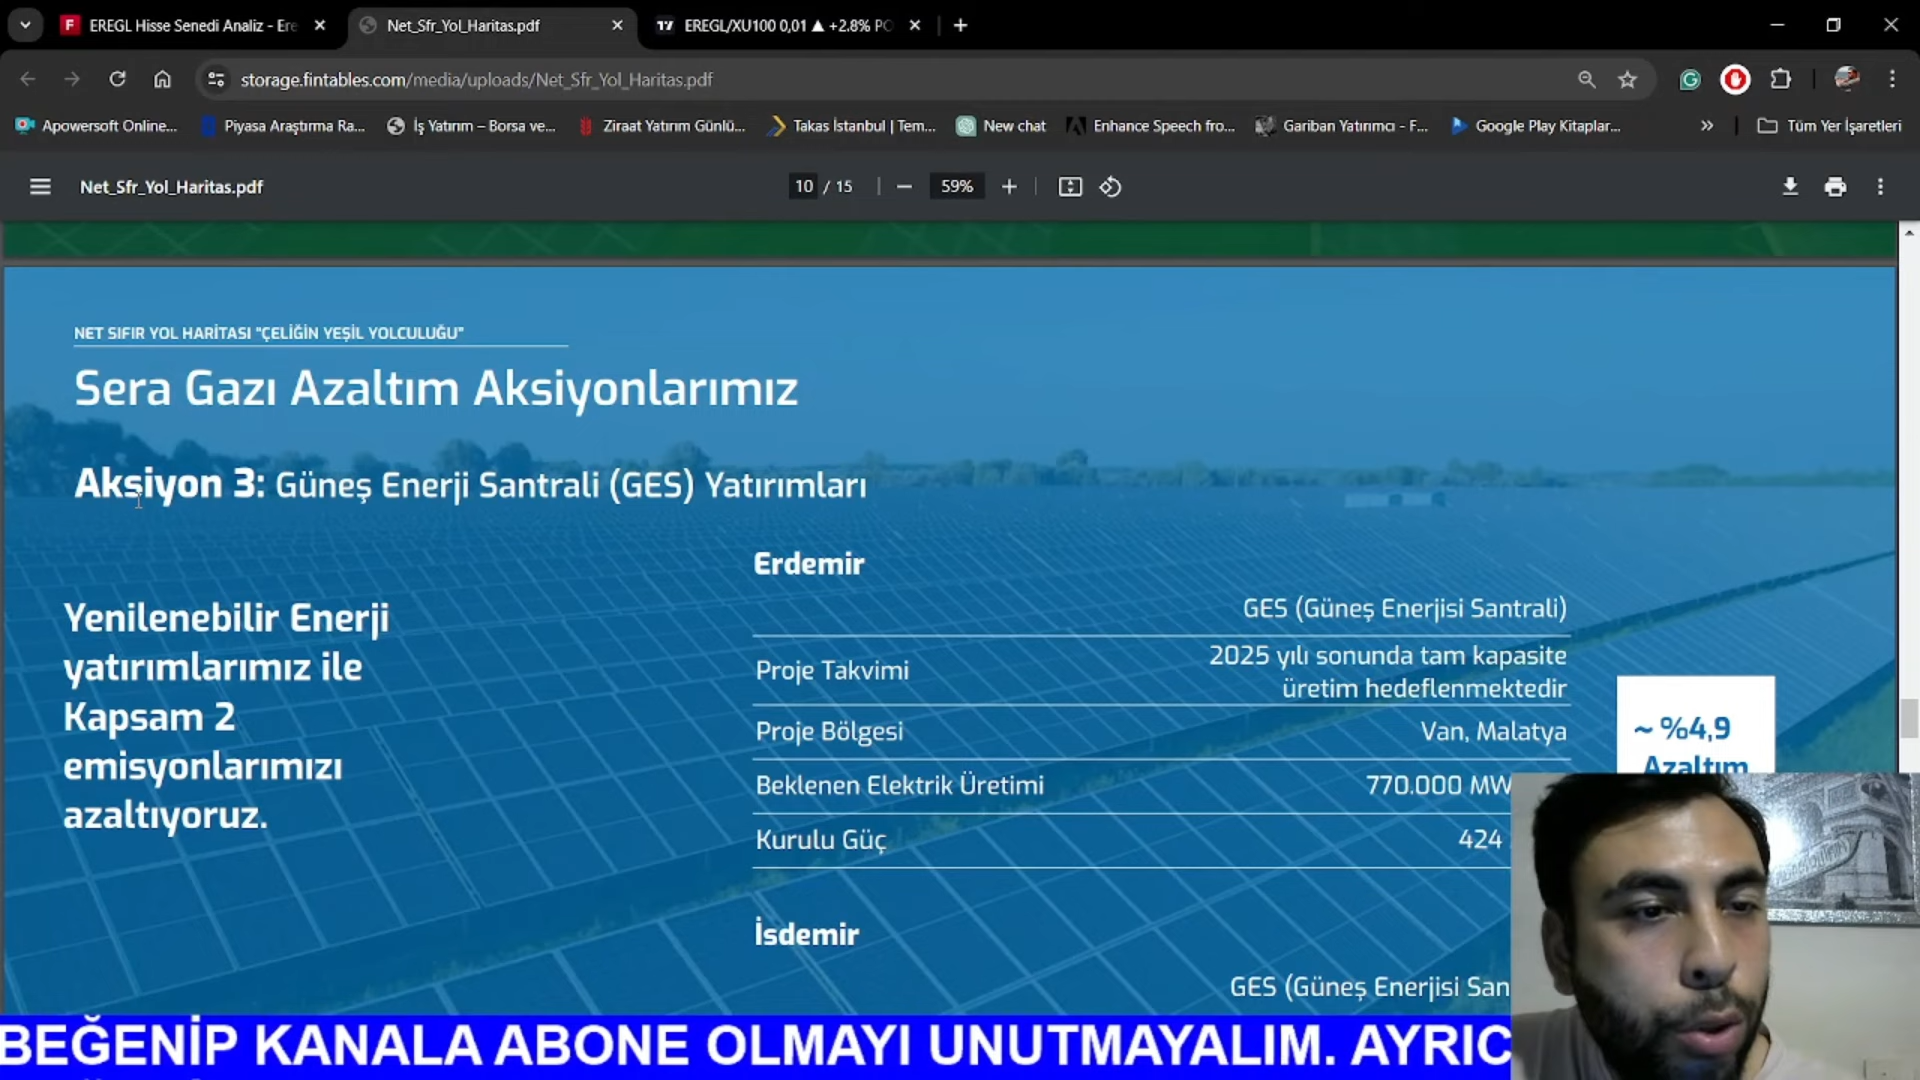 EREGL Hisse Senedi Analiz - Ere
Net_Sfr_Yol_Haritas.pdf
EREGL/XU100 0,01 ▲ +2.8% PO
storage.fintables.com/media/uploads/Net_Sfr_Yol_Haritas.pdf
Apowersoft Online...
Piyasa Araştırma Ra...
İş Yatırım – Borsa ve...
Ziraat Yatırım Günlü...
Takas İstanbul | Tem...
New chat
Enhance Speech fro...
Gariban Yatırımcı - F...
Google Play Kitaplar...
Tüm Yer İşaretleri
Net_Sfr_Yol_Haritas.pdf
10 / 15
59%
NET SIFIR YOL HARİTASI "ÇELİĞİN YEŞİL YOLCULUĞU"
Sera Gazı Azaltım Aksiyonlarımız
Aksiyon 3: Güneş Enerji Santrali (GES) Yatırımları
Yenilenebilir Enerji
yatırımlarımız ile
Kapsam 2
emisyonlarımızı
azaltıyoruz.
Erdemir
GES (Güneş Enerjisi Santrali)
Proje Takvimi
2025 yılı sonunda tam kapasite
üretim hedeflenmektedir
Proje Bölgesi
Van, Malatya
Beklenen Elektrik Üretimi
770.000 MW
Kurulu Güç
424
~ %4,9
Azaltım
İsdemir
GES (Güneş Enerjisi San
BEĞENİP KANALA ABONE OLMAYI UNUTMAYALIM. AYRIC